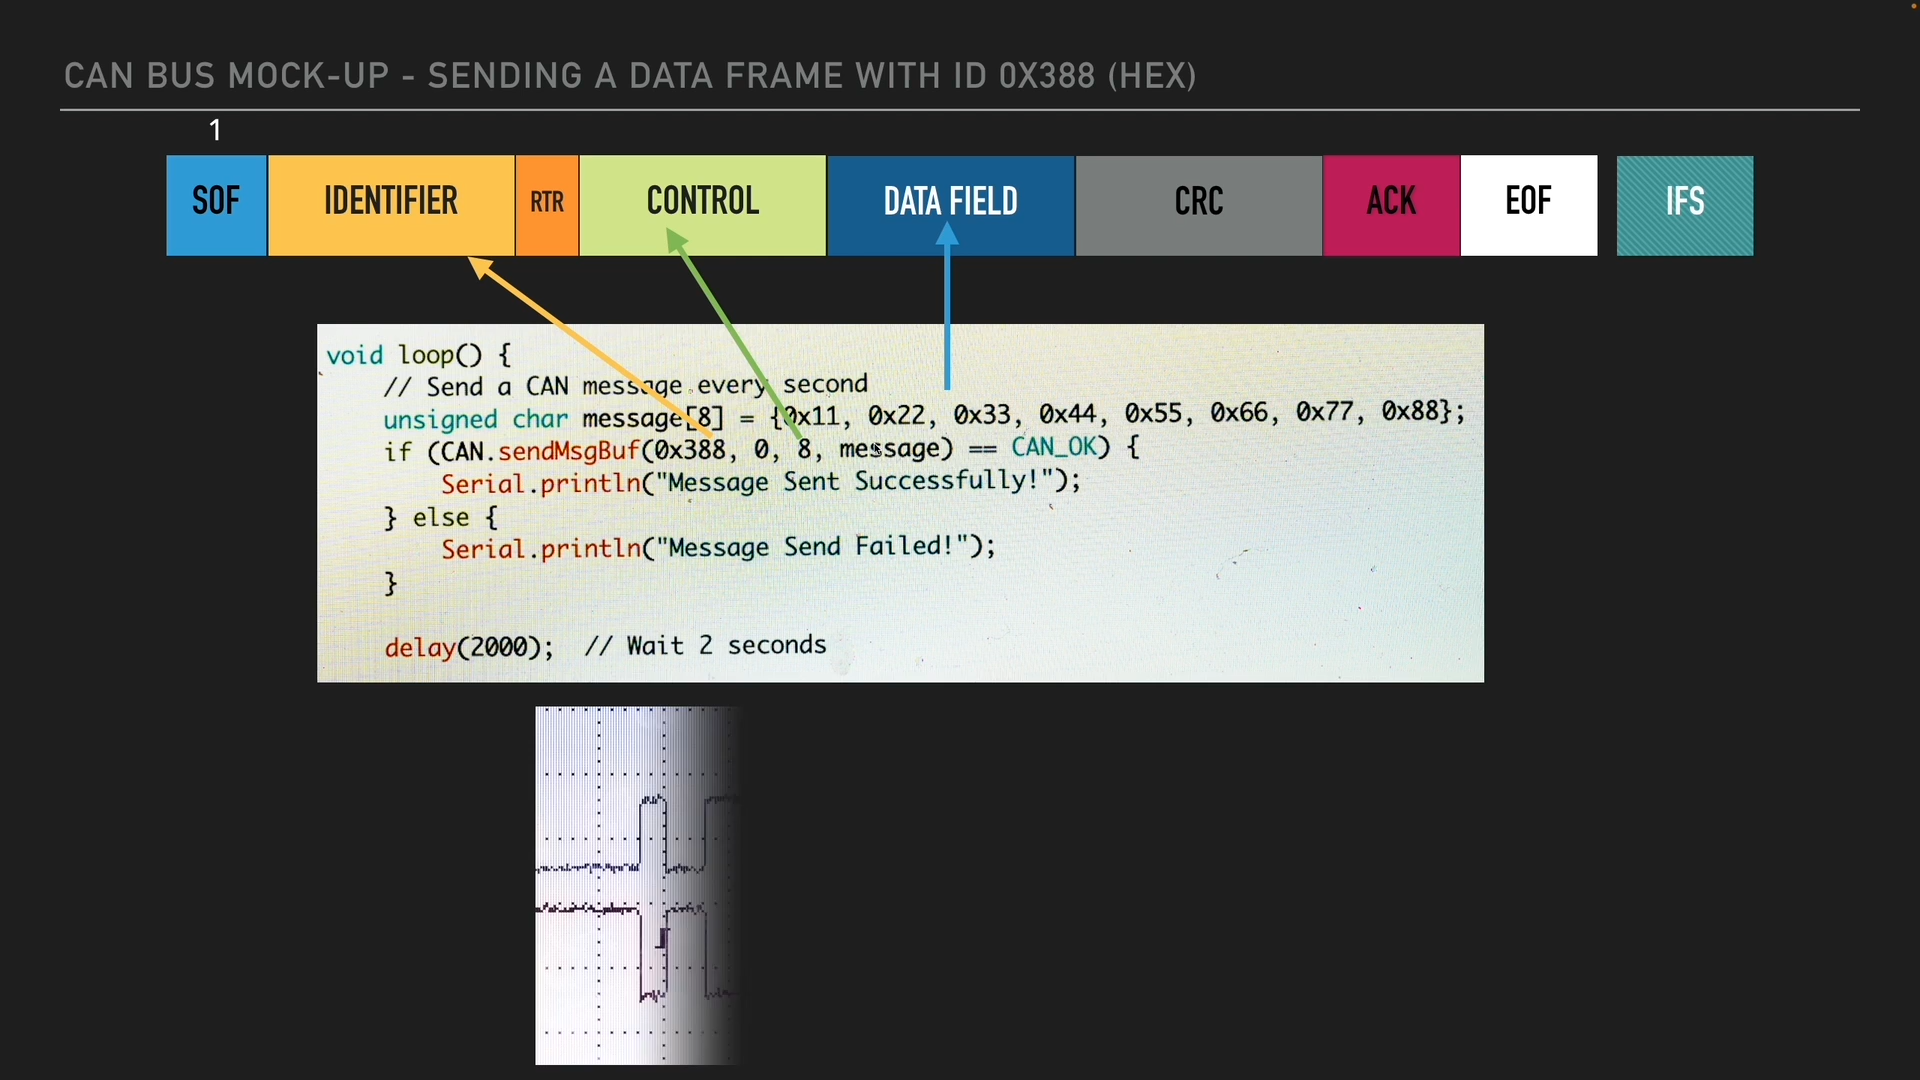 CAN BUS MOCK-UP - SENDING A DATA FRAME WITH ID 0X388 (HEX)
1
SOF IDENTIFIER RTR CONTROL DATA FIELD CRC ACK EOF IFS
void loop() {
// Send a CAN message every second
unsigned char message[8] = {0x11, 0x22, 0x33, 0x44, 0x55, 0x66, 0x77, 0x88};
if (CAN.sendMsgBuf(0x388, 0, 8, message) == CAN_OK) {
Serial.println("Message Sent Successfully!");
} else {
Serial.println("Message Send Failed!");
}
delay(2000);  // Wait 2 seconds